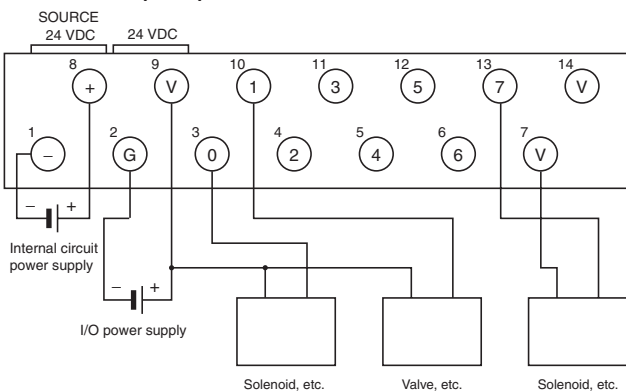 SOURCE
24 VDC 24 VDC
8 9 10 11 12 13 14
+ V 1 3 5 7 V
1 2 3 4 5 6 7
– G 0 2 4 6 V
– +
Internal circuit
power supply
– +
I/O power supply
Solenoid, etc. Valve, etc. Solenoid, etc.